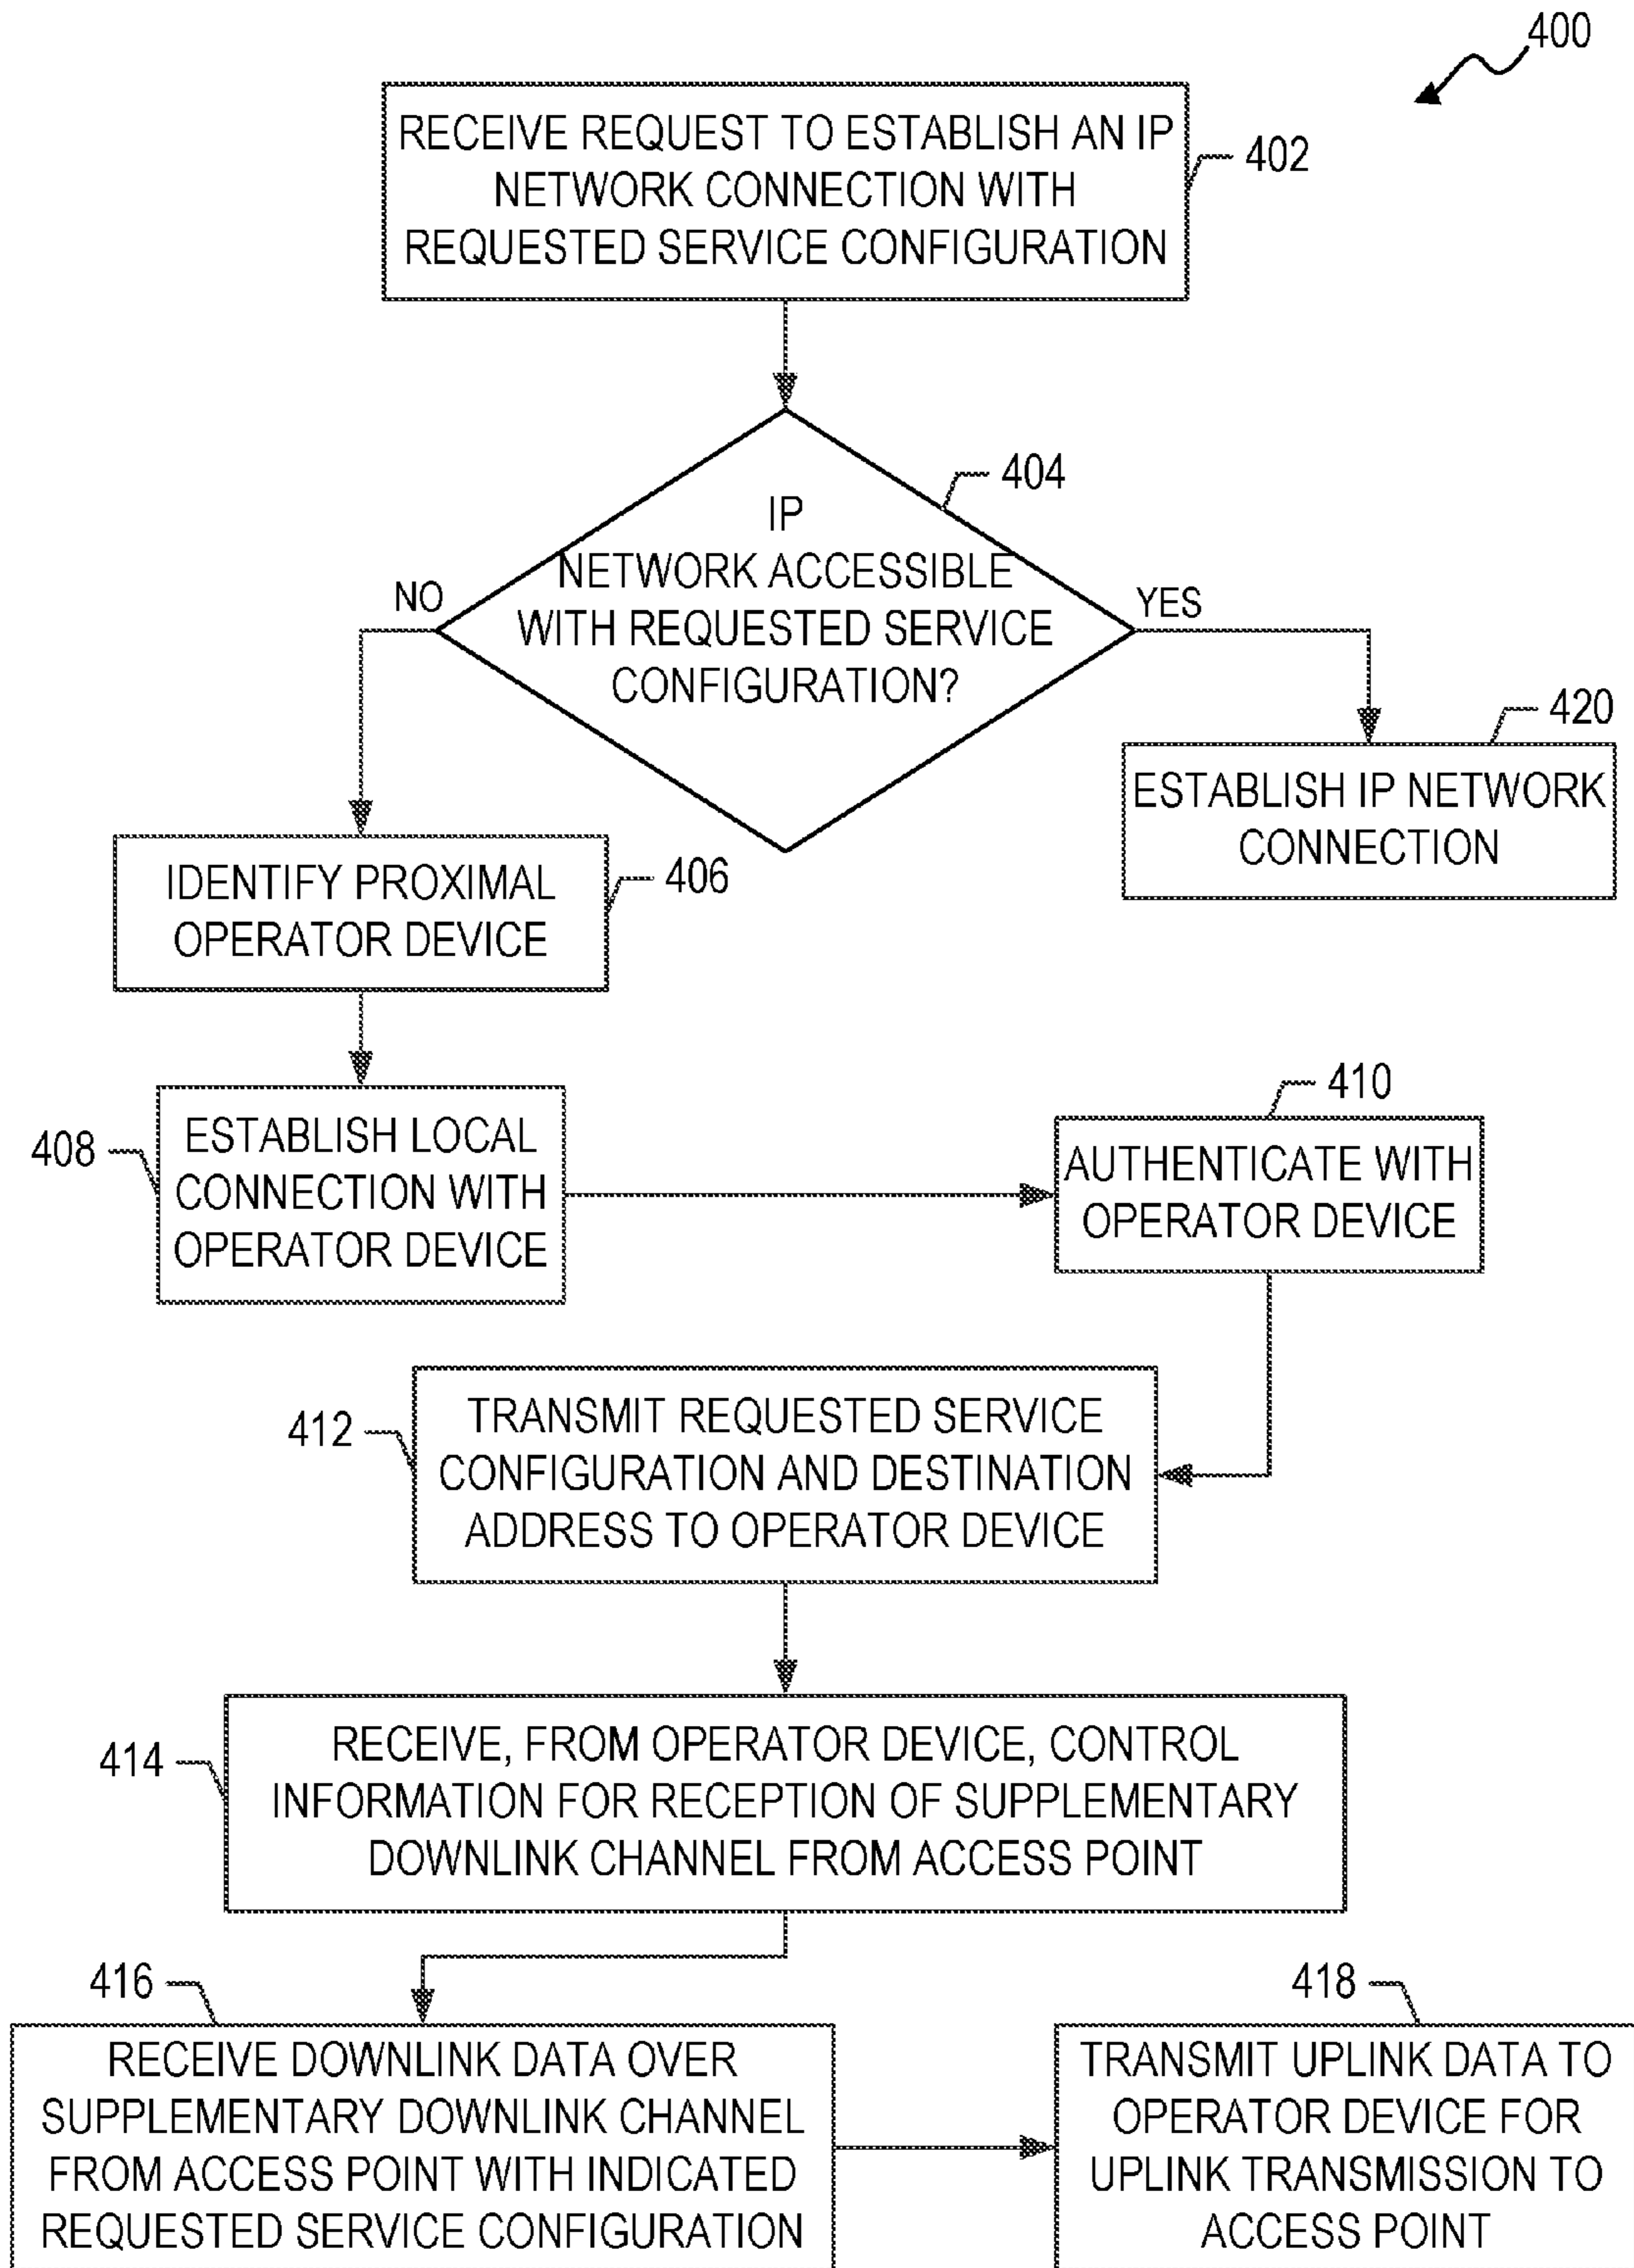 400
RECEIVE REQUEST TO ESTABLISH AN IP
NETWORK CONNECTION WITH
REQUESTED SERVICE CONFIGURATION
402
404
IP
NETWORK ACCESSIBLE
WITH REQUESTED SERVICE
CONFIGURATION?
NO
YES
420
ESTABLISH IP NETWORK
CONNECTION
IDENTIFY PROXIMAL
OPERATOR DEVICE
406
408
ESTABLISH LOCAL
CONNECTION WITH
OPERATOR DEVICE
410
AUTHENTICATE WITH
OPERATOR DEVICE
412
TRANSMIT REQUESTED SERVICE
CONFIGURATION AND DESTINATION
ADDRESS TO OPERATOR DEVICE
414
RECEIVE, FROM OPERATOR DEVICE, CONTROL
INFORMATION FOR RECEPTION OF SUPPLEMENTARY
DOWNLINK CHANNEL FROM ACCESS POINT
416
RECEIVE DOWNLINK DATA OVER
SUPPLEMENTARY DOWNLINK CHANNEL
FROM ACCESS POINT WITH INDICATED
REQUESTED SERVICE CONFIGURATION
418
TRANSMIT UPLINK DATA TO
OPERATOR DEVICE FOR
UPLINK TRANSMISSION TO
ACCESS POINT